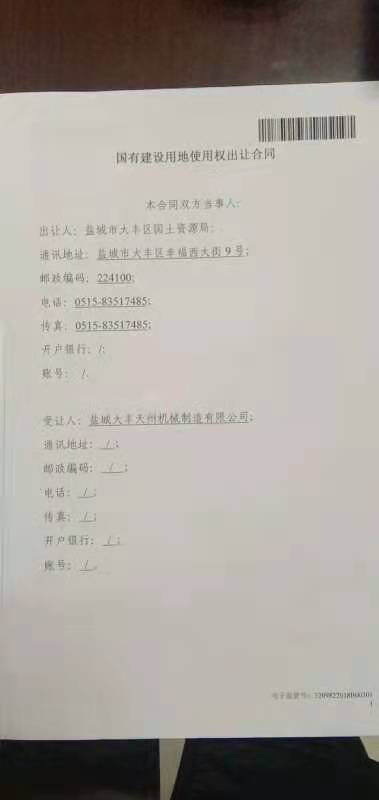 国有建设用地使用权出让合同
本合同双方当事人:
出让人: 盐城市大丰区国土资源局;
通讯地址: 盐城市大丰区幸福西大街9号;
邮政编码: 224100;
电话: 0515-83517485;
传真: 0515-83517485;
开户银行: /;
账号: /.
受让人: 盐城大丰天州机械制造有限公司;
通讯地址: /;
邮政编码: /;
电话: /;
传真: /;
开户银行: /;
账号: /.
电子监管号:
1